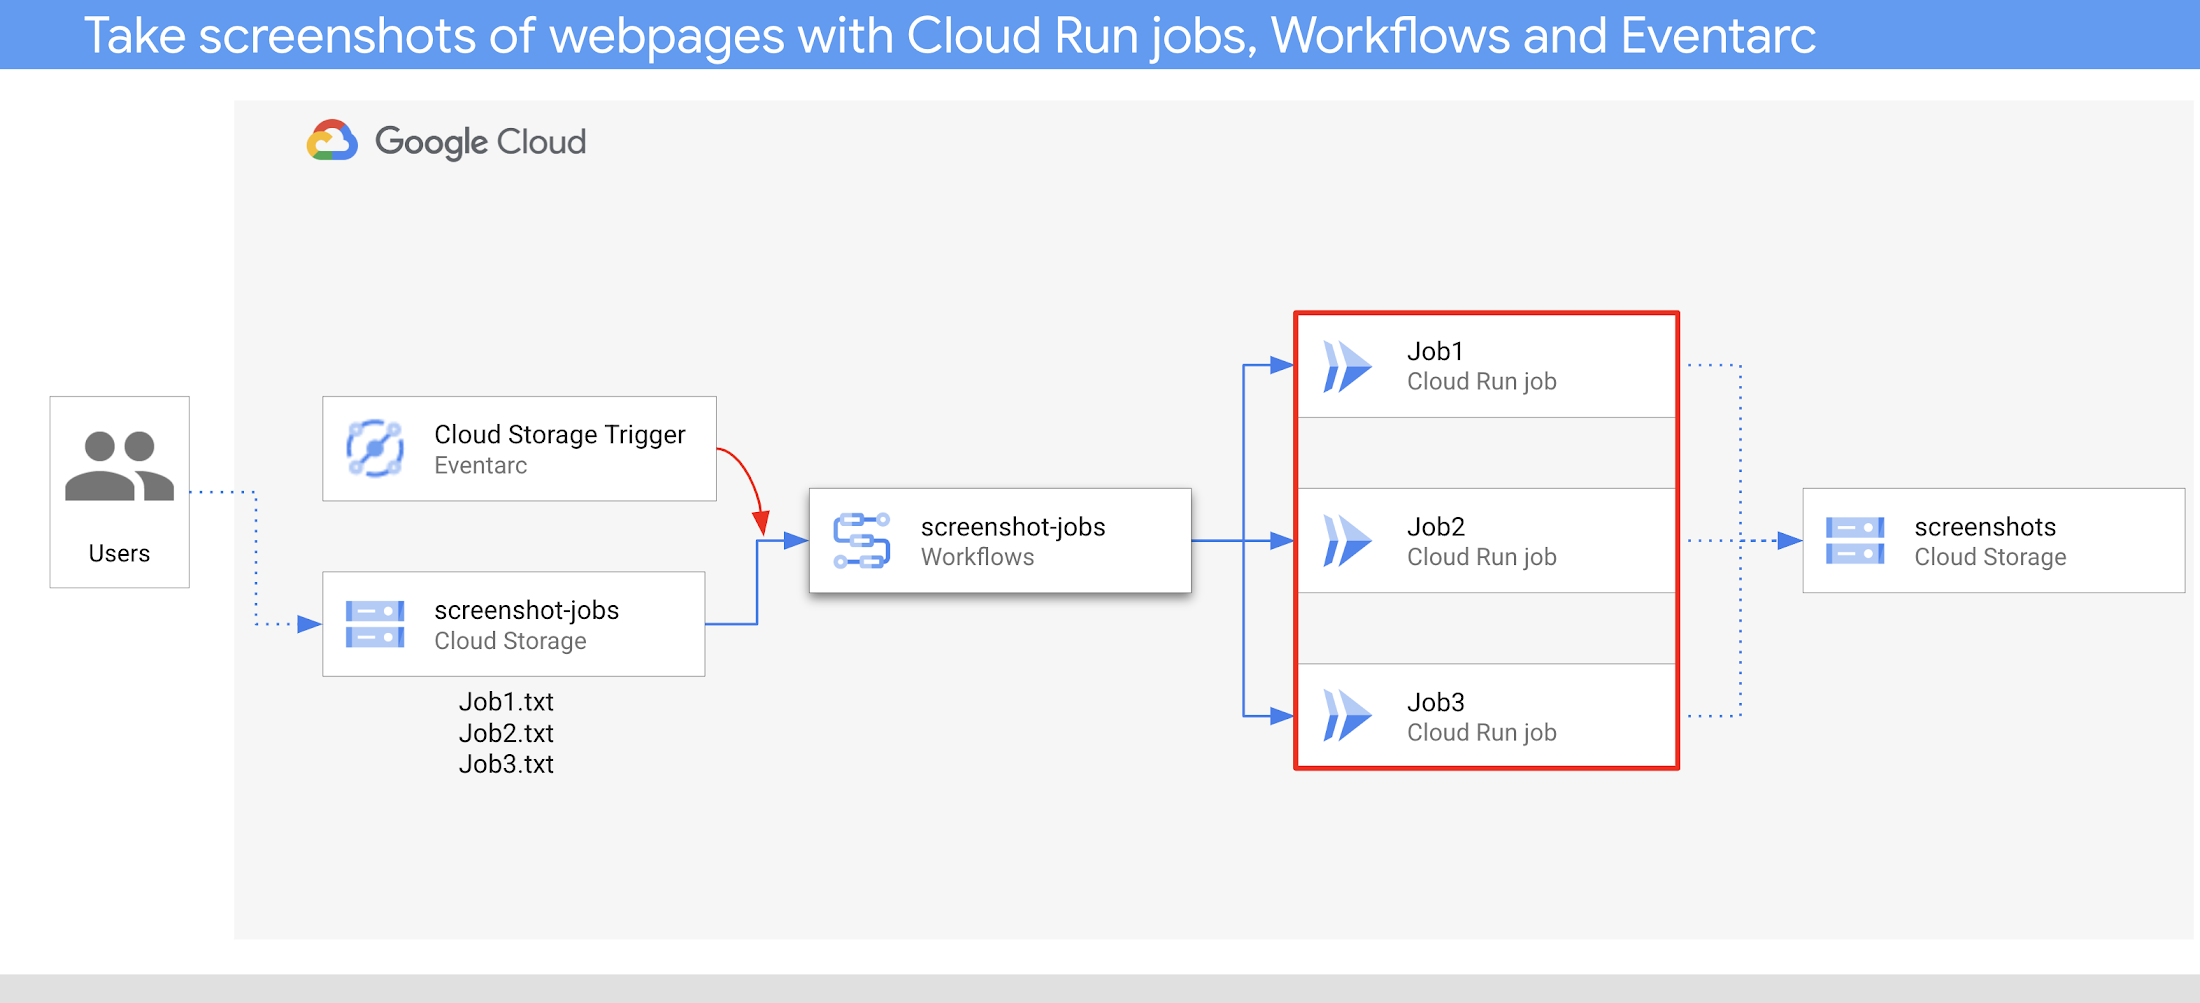 Take screenshots of webpages with Cloud Run jobs, Workflows and Eventarc
Google Cloud
Users
Cloud Storage Trigger
Eventarc
screenshot-jobs
Cloud Storage
Job1.txt
Job2.txt
Job3.txt
screenshot-jobs
Workflows
Job1
Cloud Run job
Job2
Cloud Run job
Job3
Cloud Run job
screenshots
Cloud Storage